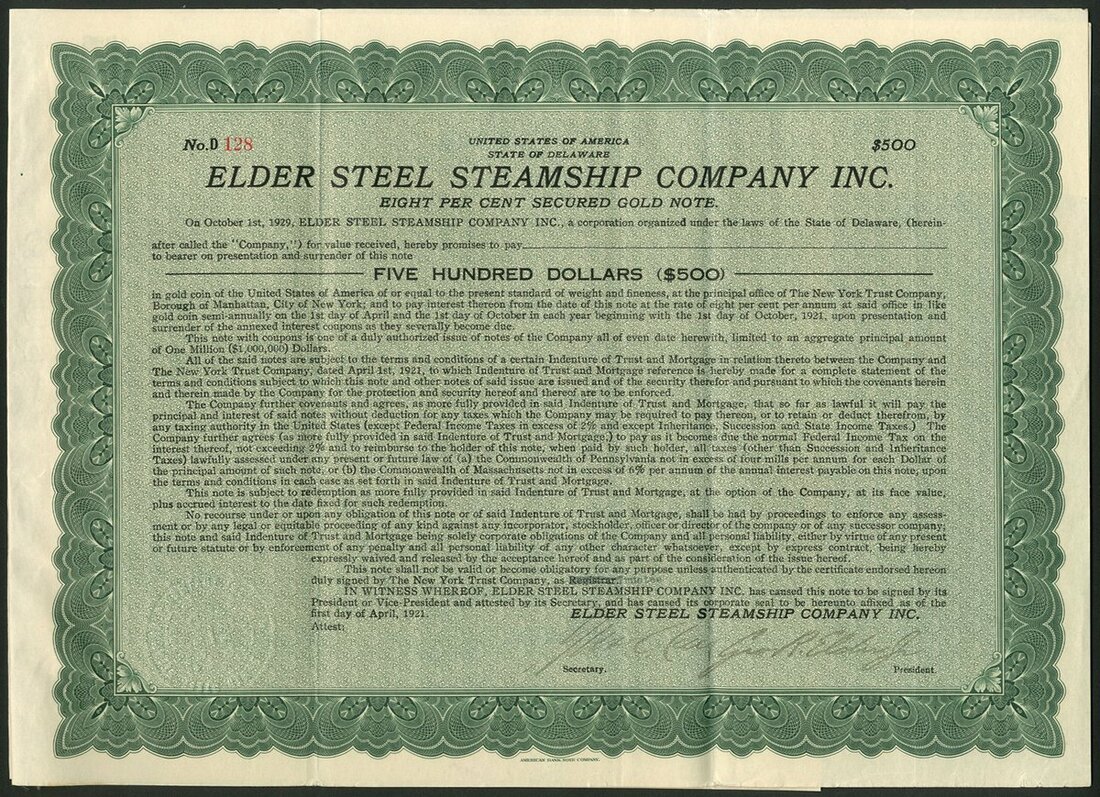 No.D 128
UNITED STATES OF AMERICA
STATE OF DELAWARE
$500
ELDER STEEL STEAMSHIP COMPANY INC.
EIGHT PER CENT SECURED GOLD NOTE.
On October 1st, 1929, ELDER STEEL STEAMSHIP COMPANY INC., a corporation organized under the laws of the State of Delaware, (herein-
after called the "Company,") for value received, hereby promises to pay
to bearer on presentation and surrender of this note
FIVE HUNDRED DOLLARS ($500)
in gold coin of the United States of America of or equal to the present standard of weight and fineness, at the principal office of The New York Trust Company,
Borough of Manhattan, City of New York; and to pay interest thereon from the date of this note at the rate of eight per cent per annum at said office in like
gold coin semi-annually on the 1st day of April and the 1st day of October in each year beginning with the 1st day of October, 1921, upon presentation and
surrender of the annexed interest coupons as they severally become due.
This note with coupons is one of a duly authorized issue of notes of the Company all of even date herewith, limited to an aggregate principal amount
of One Million ($1,000,000) Dollars.
All of the said notes are subject to the terms and conditions of a certain Indenture of Trust and Mortgage in relation thereto between the Company and
The New York Trust Company, dated April 1st, 1921, to which Indenture of Trust and Mortgage reference is hereby made for a complete statement of the
terms and conditions subject to which this note and other notes of said issue are issued and of the security therefor and pursuant to which the covenants herein
and therein made by the Company for the protection and security hereof and thereof are to be enforced.
The Company further covenants and agrees, as more fully provided in said Indenture of Trust and Mortgage, that so far as lawful it will pay the
principal and interest of said notes without deduction for any taxes which the Company may be required to pay thereon, or to retain or deduct therefrom, by
any taxing authority in the United States (except Federal Income Taxes in excess of 2% and except Inheritance, Succession and State Income Taxes.) The
Company further agrees (as more fully provided in said Indenture of Trust and Mortgage,) to pay as it becomes due the normal Federal Income Tax on the
interest thereof, not exceeding 2% and to reimburse to the holder of this note, when paid by such holder, all taxes (other than Succession and Inheritance
Taxes) lawfully assessed under any present or future law of (a) the Commonwealth of Pennsylvania not in excess of four mills per annum for each Dollar of
the principal amount of such note, or (b) the Commonwealth of Massachusetts not in excess of 6% per annum of the annual interest payable on this note, upon
the terms and conditions in each case as set forth in said Indenture of Trust and Mortgage.
This note is subject to redemption as more fully provided in said Indenture of Trust and Mortgage, at the option of the Company, at its face value,
plus accrued interest to the date fixed for such redemption.
No recourse under or upon any obligation of this note or of said Indenture of Trust and Mortgage, shall be had by proceedings to enforce any assess-
ment or by any legal or equitable proceeding of any kind against any incorporator, stockholder, officer or director of the company or of any successor company;
this note and said Indenture of Trust and Mortgage being solely corporate obligations of the Company and all personal liability, either by virtue of any present
or future statute or by enforcement of any penalty and all personal liability of any other character whatsoever, except by express contract, being hereby
expressly waived and released by the acceptance hereof and as part of the consideration of the issue hereof.
This note shall not be valid or become obligatory for any purpose unless authenticated by the certificate endorsed hereon
duly signed by The New York Trust Company, as Registrar. Trustee
IN WITNESS WHEREOF, ELDER STEEL STEAMSHIP COMPANY INC. has caused this note to be signed by its
President or Vice-President and attested by its Secretary, and has caused its corporate seal to be hereunto affixed as of the
first day of April, 1921.
ELDER STEEL STEAMSHIP COMPANY INC.
Attest:
Secretary.
President.
AMERICAN BANK NOTE COMPANY.